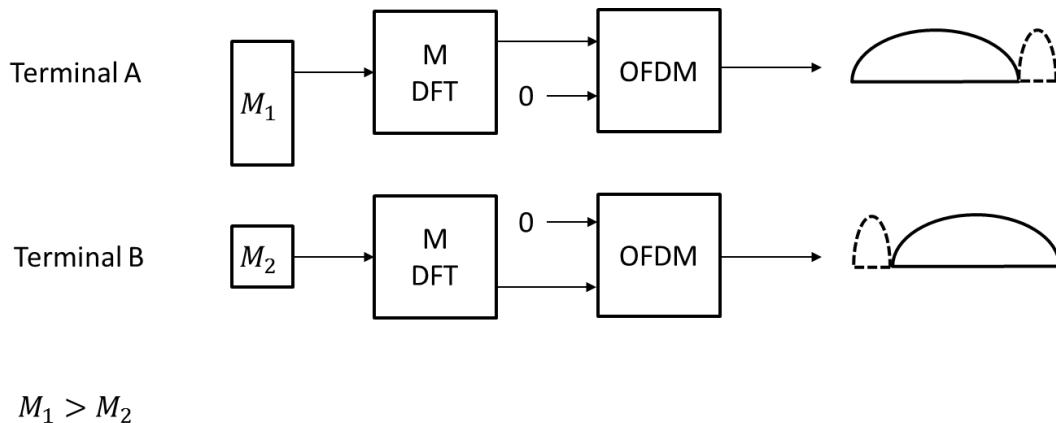 Terminal A
M₁
M
DFT
0
OFDM
Terminal B
M₂
M
DFT
0
OFDM
M₁ > M₂